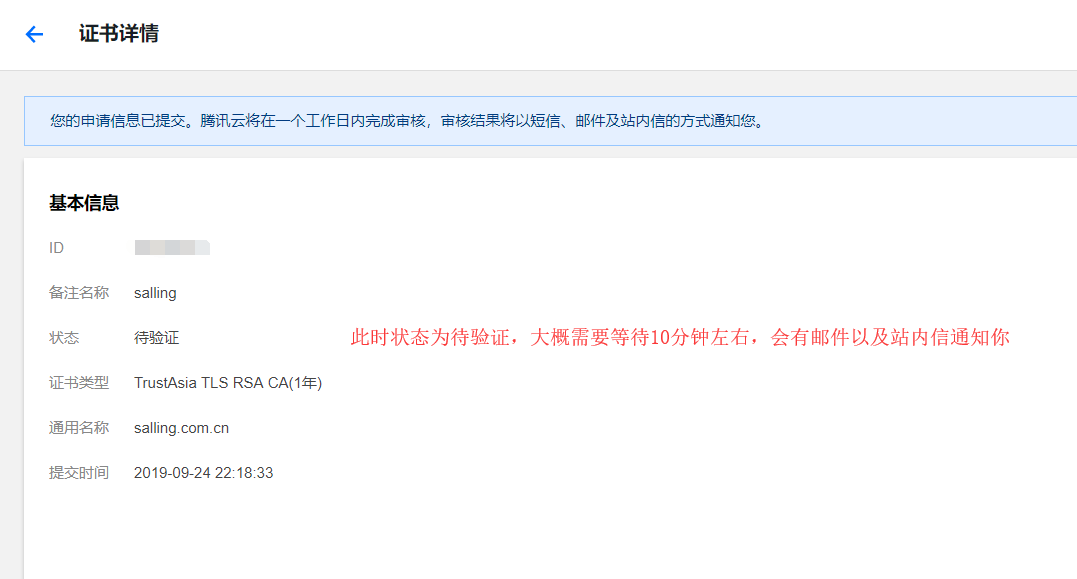 证书详情
您的申请信息已提交。腾讯云将在一个工作日内完成审核，审核结果将以短信、邮件及站内信的方式通知您。
基本信息
ID
备注名称 salling
状态 待验证 此时状态为待验证，大概需要等待10分钟左右，会有邮件以及站内信通知你
证书类型 TrustAsia TLS RSA CA(1年)
通用名称 salling.com.cn
提交时间 2019-09-24 22:18:33